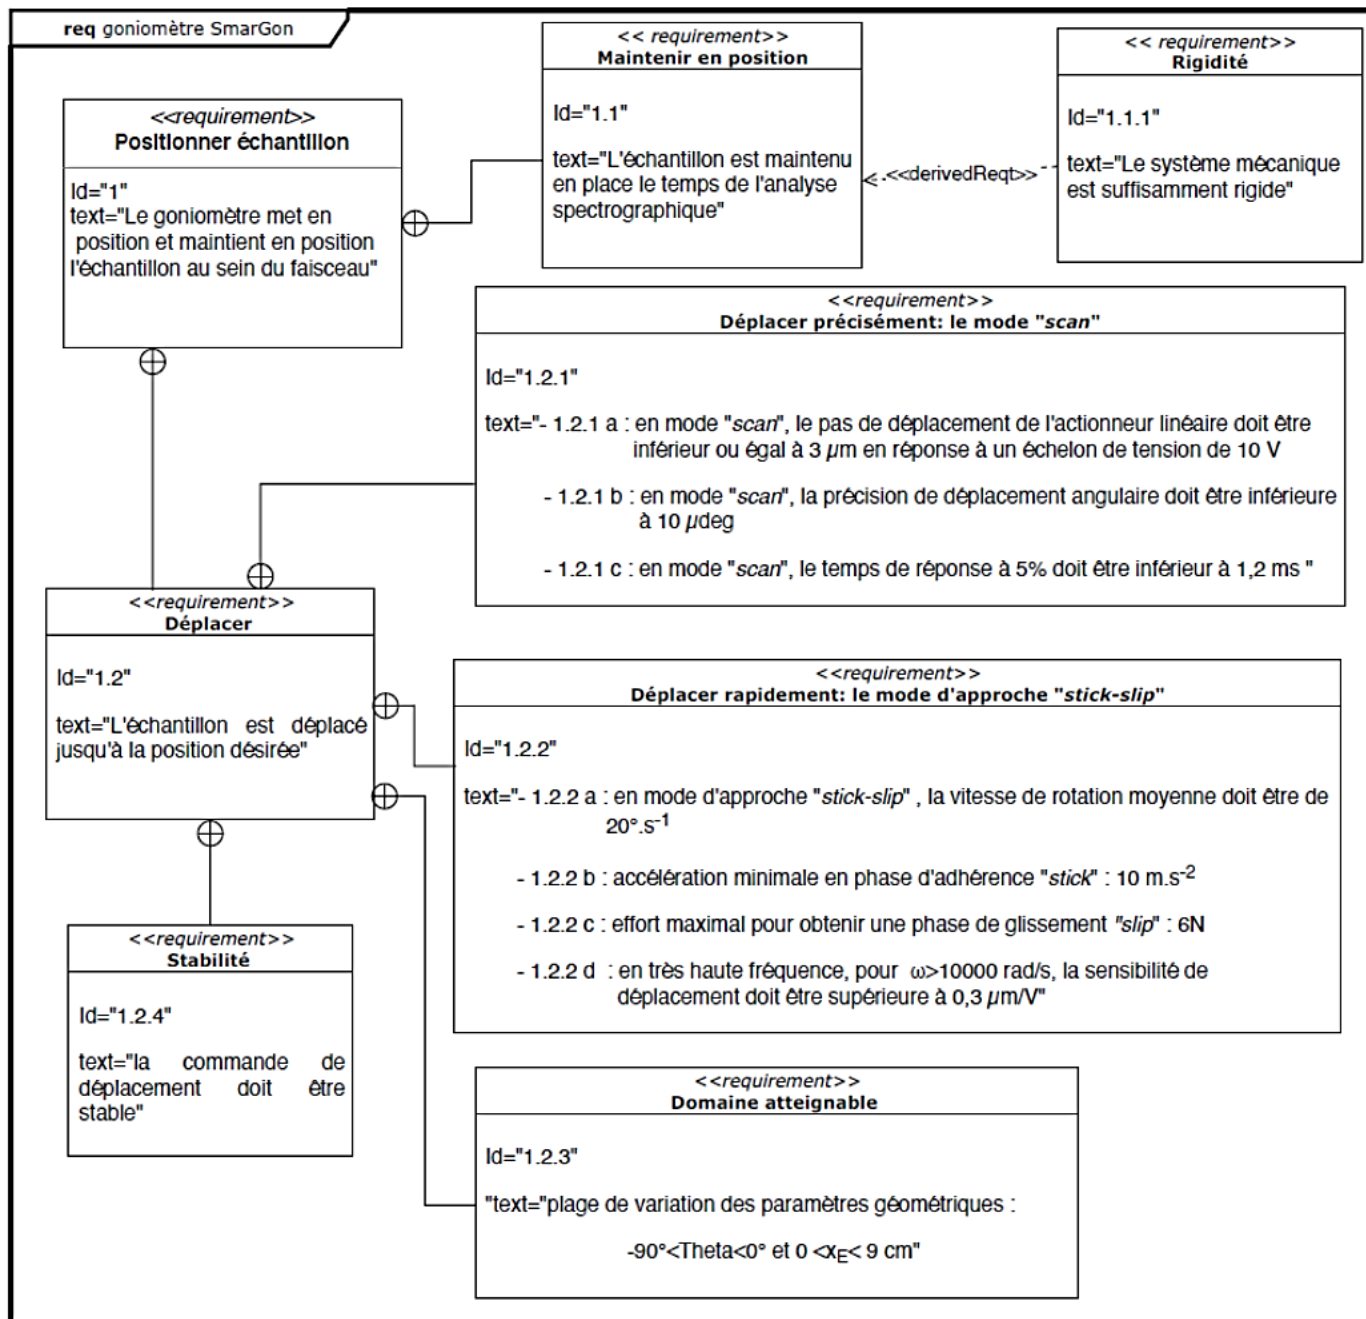 req goniomètre SmarGon
<< requirement>>
Maintenir en position
Id="1.1"
text="L'échantillon est maintenu
en place le temps de l'analyse
spectrographique"
<< requirement>>
Rigidité
Id="1.1.1"
text="Le système mécanique
est suffisamment rigide"
<<derivedReqt>>
<<requirement>>
Positionner échantillon
Id="1"
text="Le goniomètre met en
position et maintient en position
l'échantillon au sein du faisceau"
<<requirement>>
Déplacer précisément: le mode "scan"
Id="1.2.1"
text="- 1.2.1 a : en mode "scan", le pas de déplacement de l'actionneur linéaire doit être
inférieur ou égal à 3 µm en réponse à un échelon de tension de 10 V
- 1.2.1 b : en mode "scan", la précision de déplacement angulaire doit être inférieure
à 10 µdeg
- 1.2.1 c : en mode "scan", le temps de réponse à 5% doit être inférieur à 1,2 ms "
<<requirement>>
Déplacer
Id="1.2"
text="L'échantillon est déplacé
jusqu'à la position désirée"
<<requirement>>
Déplacer rapidement: le mode d'approche "stick-slip"
Id="1.2.2"
text="- 1.2.2 a : en mode d'approche "stick-slip" , la vitesse de rotation moyenne doit être de
20°.s⁻¹
- 1.2.2 b : accélération minimale en phase d'adhérence "stick" : 10 m.s⁻²
- 1.2.2 c : effort maximal pour obtenir une phase de glissement "slip" : 6N
- 1.2.2 d : en très haute fréquence, pour ω>10000 rad/s, la sensibilité de
déplacement doit être supérieure à 0,3 µm/V"
<<requirement>>
Stabilité
Id="1.2.4"
text="la commande de
déplacement doit être
stable"
<<requirement>>
Domaine atteignable
Id="1.2.3"
"text="plage de variation des paramètres géométriques :
-90°<Theta<0° et 0 <xE< 9 cm"